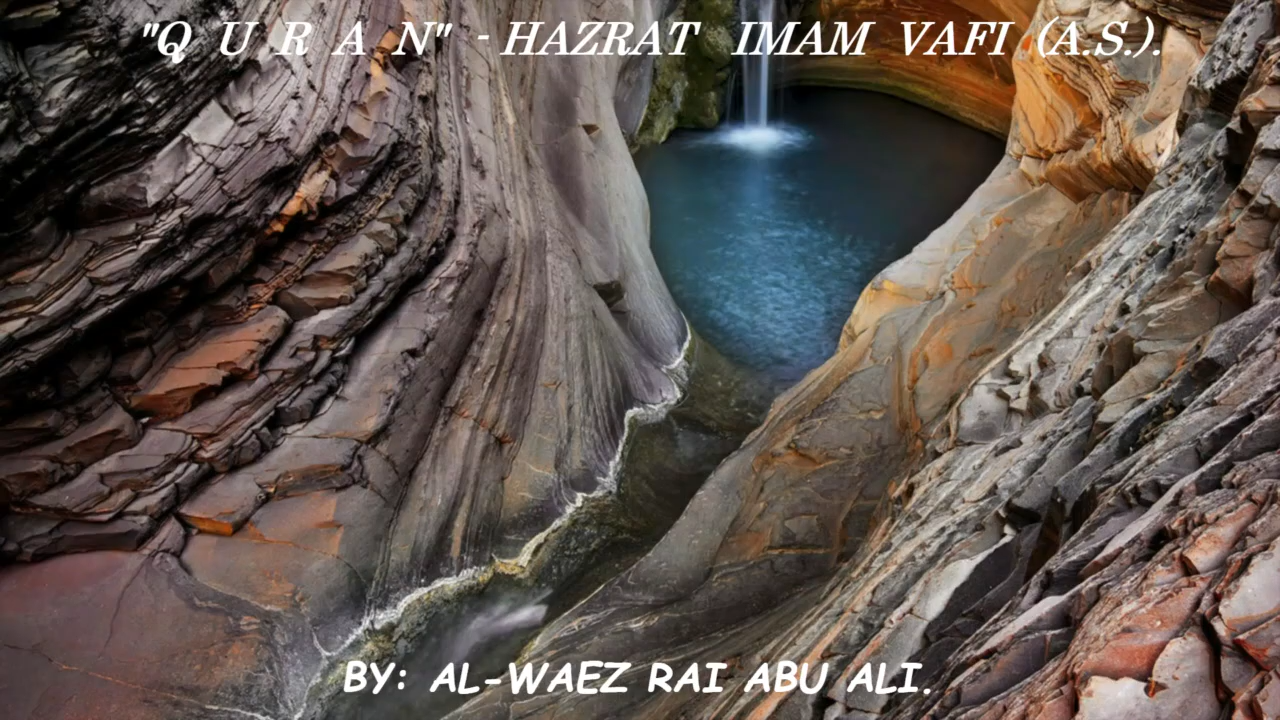 "Q U R A N" - HAZRAT IMAM VAFI (A.S.).
BY: AL-WAEZ RAI ABU ALI.